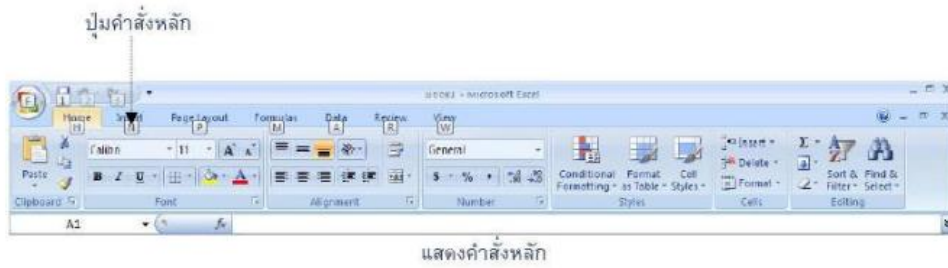 ปุ่มคำสั่งหลัก
Book1 - Microsoft Excel
F 1
Home Insert Page Layout Formulas Data Review View
H N P M A R W
Calibri 11 A A General
Paste B I U A $ % , Conditional Formatting Format as Table Cell Styles Insert Delete Format Σ Sort & Filter Find & Select
Clipboard Font Alignment Number Styles Cells Editing
A1 fx
แสดงคำสั่งหลัก